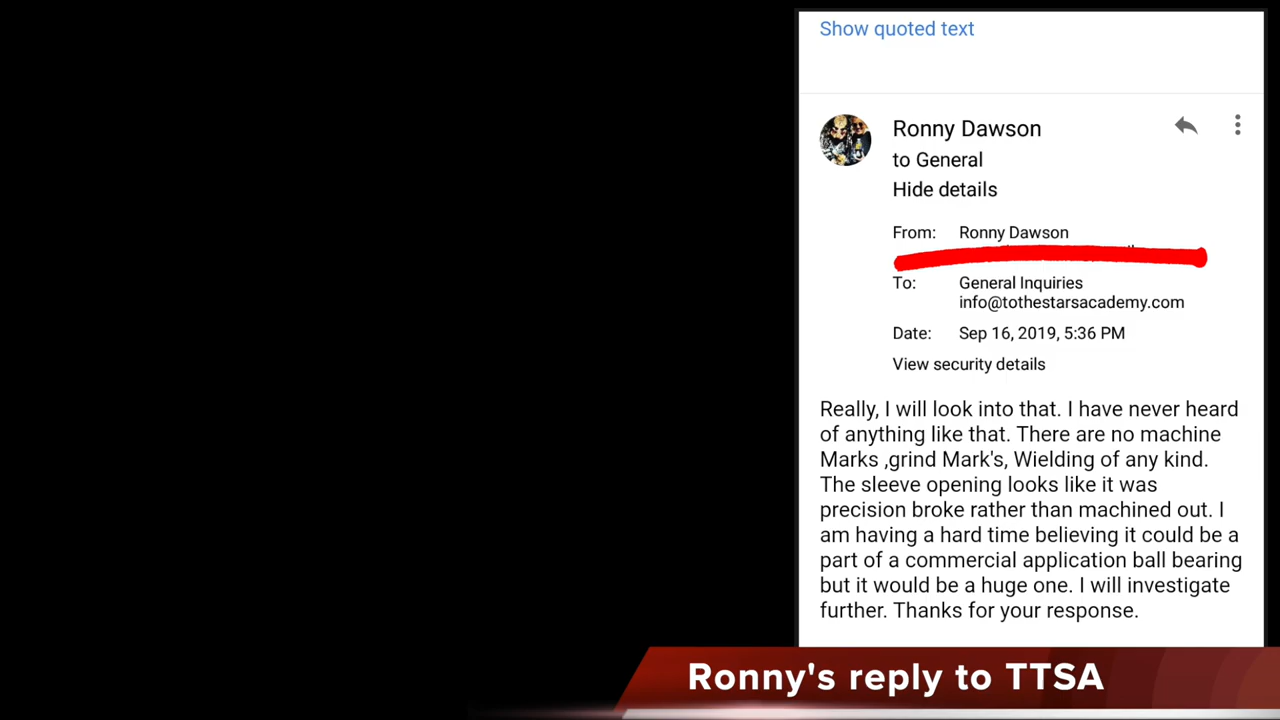 Show quoted text
Ronny Dawson
to General
Hide details
From: Ronny Dawson
To: General Inquiries
info@tothestarsacademy.com
Date: Sep 16, 2019, 5:36 PM
View security details
Really, I will look into that. I have never heard
of anything like that. There are no machine
Marks ,grind Mark's, Wielding of any kind.
The sleeve opening looks like it was
precision broke rather than machined out. I
am having a hard time believing it could be a
part of a commercial application ball bearing
but it would be a huge one. I will investigate
further. Thanks for your response.
Ronny's reply to TTSA